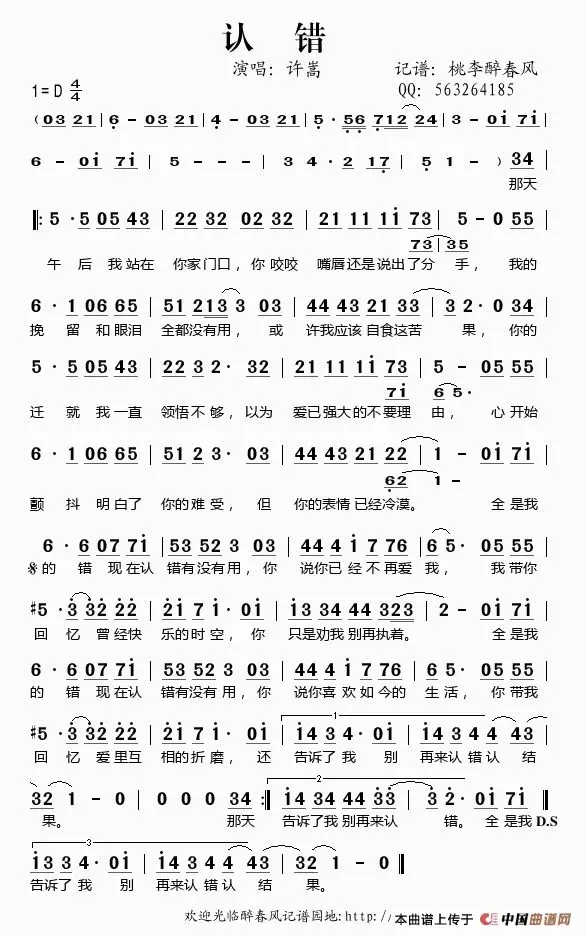 认 错
演唱：许嵩 记谱：桃李醉春风
1=D 4/4 QQ：563264185
（03 21 | 6 - 03 21 | 4 - 03 21 | 5 · 56 712 24 | 3 - 0i 7i |
6 - 0i 7i | 5 - - - | 3 4 · 2 17 | 5 1 - ）34 |
那天
‖: 5 · 5 05 43 | 22 32 02 32 | 21 11 1i 73 | 5 - 0 55 |
73 | 35
午 后 我站在 你家门口，你咬咬 嘴唇还是说出了分 手，我的
6 · 1 06 65 | 51 213 3 03 | 44 43 21 33 | 3 2 · 0 34 |
挽 留 和眼泪 全都没有用，或 许我应该自食这苦 果，你的
5 · 5 05 43 | 22 3 2 · 32 | 21 11 1i 73 | 5 - 05 55 |
7i 6 5 ·
迁 就 我一直 领悟不够，以为 爱已强大的不要理 由，心开始
6 · 1 06 65 | 51 52 3 · 03 | 44 43 21 22 | 1 - 0i 7i |
62 1 -
颤 抖 明白了 你的难受，但 你的表情已经冷漠。 全是我
6 · 6 07 7i | 53 52 3 03 | 44 4 i 7 76 | 6 5 · 05 55 |
的 错 现在认 错有没有用，你 说你已经不再爱 我，我带你
#5 · 3 32 22 | 2i 7 i · 0i | i3 34 44 323 | 2 - 0i 7i |
回 忆 曾经快 乐的时空，你 只是劝我别再执着。 全是我
6 · 6 07 7i | 53 52 3 03 | 44 4 i 7 76 | 6 5 · 05 55 |
的 错 现在认 错有没有用，你 说你喜欢如今的 生活，你带我
#5 · 3 32 22 | 2i 7 i · 0i | i4 34 · 0i | i4 34 4 3 |
1
回 忆 爱里互 相的折磨，还 告诉了我 别 再来认错认 结
32 1 - 0 | 0 0 0 34 :‖ i4 34 44 33 | 3 2 · 0i 7i ‖
2
果。 那天 告诉了我别再来认 错。全是我D.S
3
i3 34 · 0i | i3 34 4 3 | 32 1 - 0 ‖
告诉了我 别 再来认错认 结 果。
欢迎光临醉春风记谱园地:http:// 本曲谱上传于 中国曲谱网